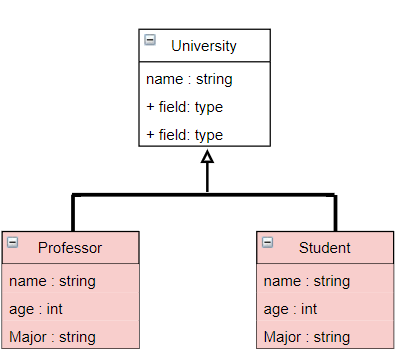 University
name : string
+ field: type
+ field: type
Professor
name : string
age : int
Major : string
Student
name : string
age : int
Major : string